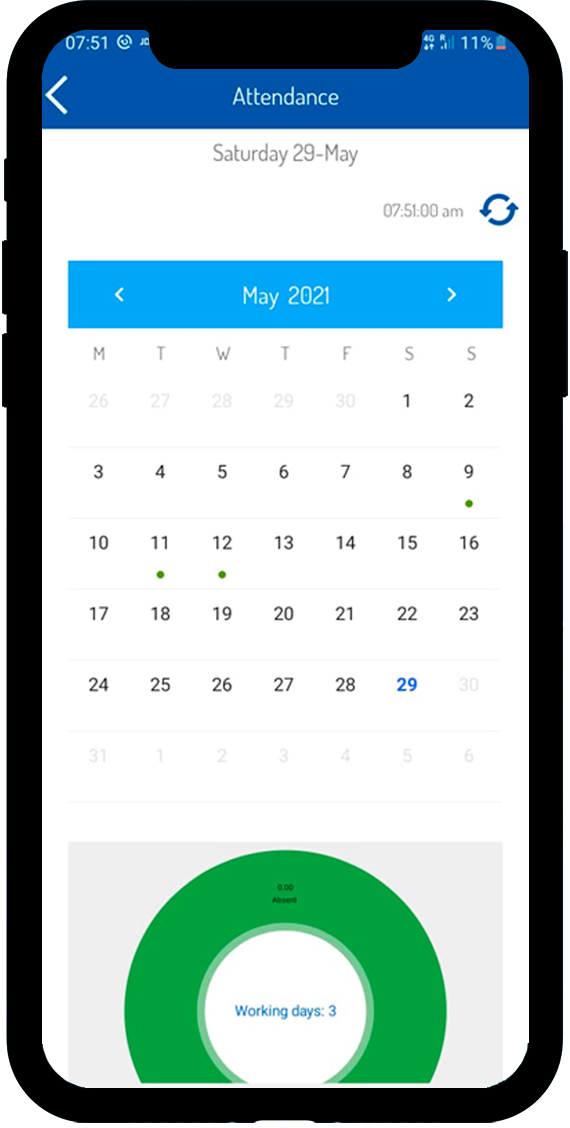 07:51 JO 4G R 11%
Attendance
Saturday 29-May
07:51:00 am
May 2021
M T W T F S S
26 27 28 29 30 1 2
3 4 5 6 7 8 9
10 11 12 13 14 15 16
17 18 19 20 21 22 23
24 25 26 27 28 29 30
31 1 2 3 4 5 6
0.00
Absent
Working days: 3